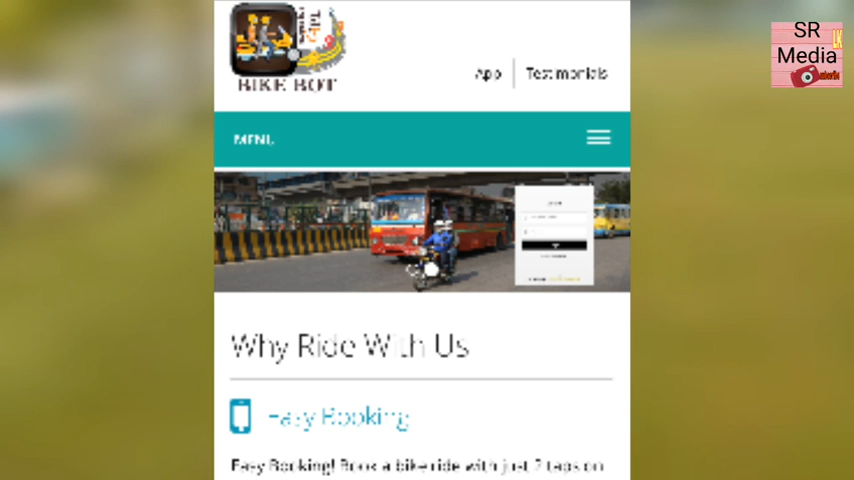 SR
Media
BIKE BOT
App
Testimonials
MENU
Why Ride With Us
Easy Booking
Easy Booking! Book a bike ride with just 2 taps on